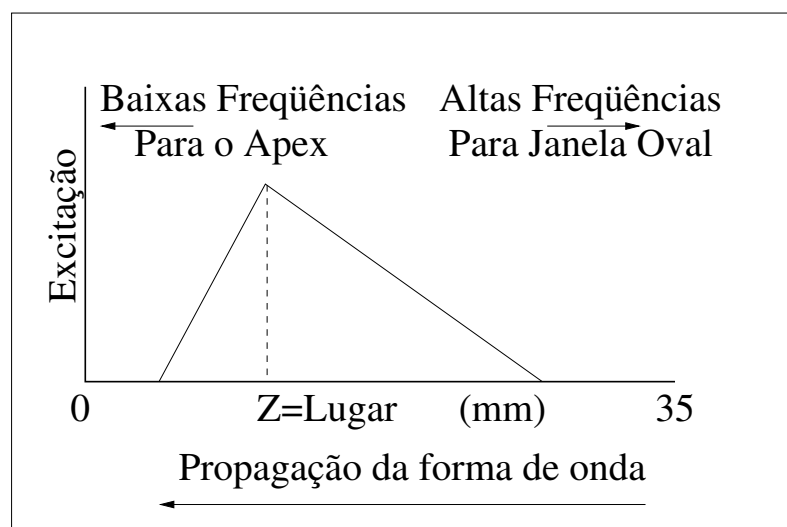 Baixas Freqüências
Para o Apex
Altas Freqüências
Para Janela Oval
Excitação
0 Z=Lugar (mm) 35
Propagação da forma de onda